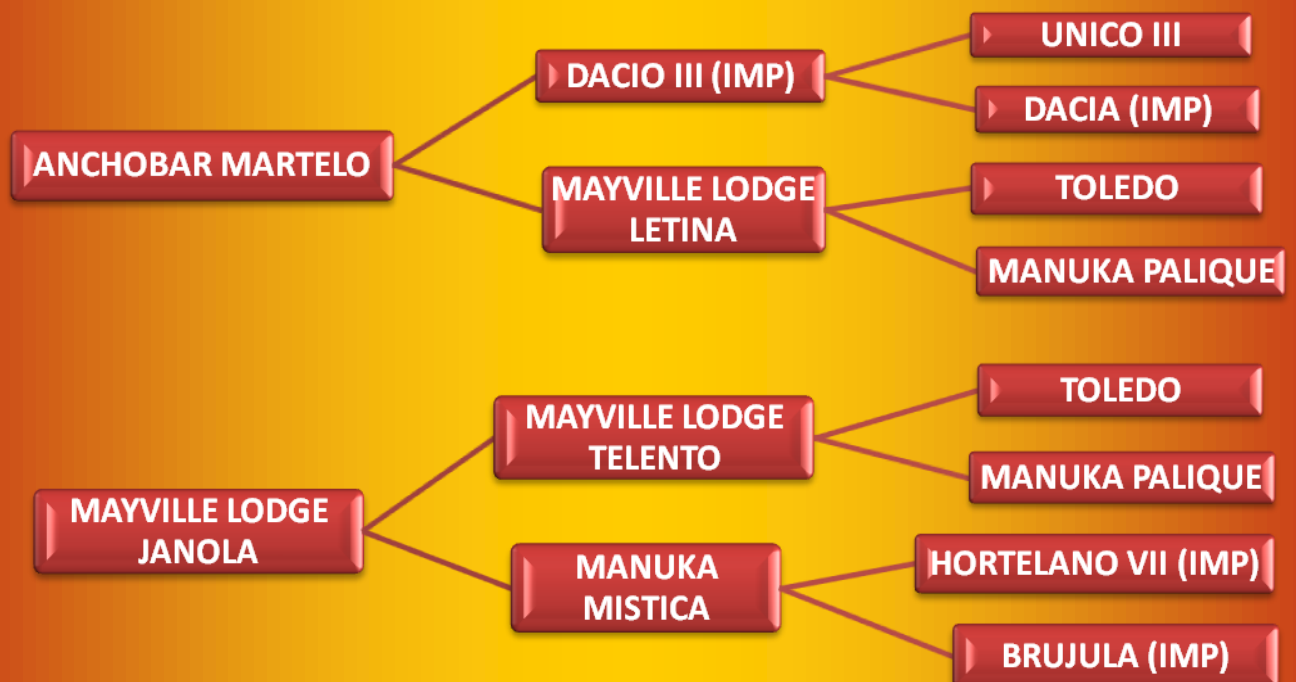 UNICO III
DACIO III (IMP)
DACIA (IMP)
ANCHOBAR MARTELO
MAYVILLE LODGE
LETINA
TOLEDO
MANUKA PALIQUE
MAYVILLE LODGE
TELENTO
TOLEDO
MANUKA PALIQUE
MAYVILLE LODGE
JANOLA
MANUKA
MISTICA
HORTELANO VII (IMP)
BRUJULA (IMP)